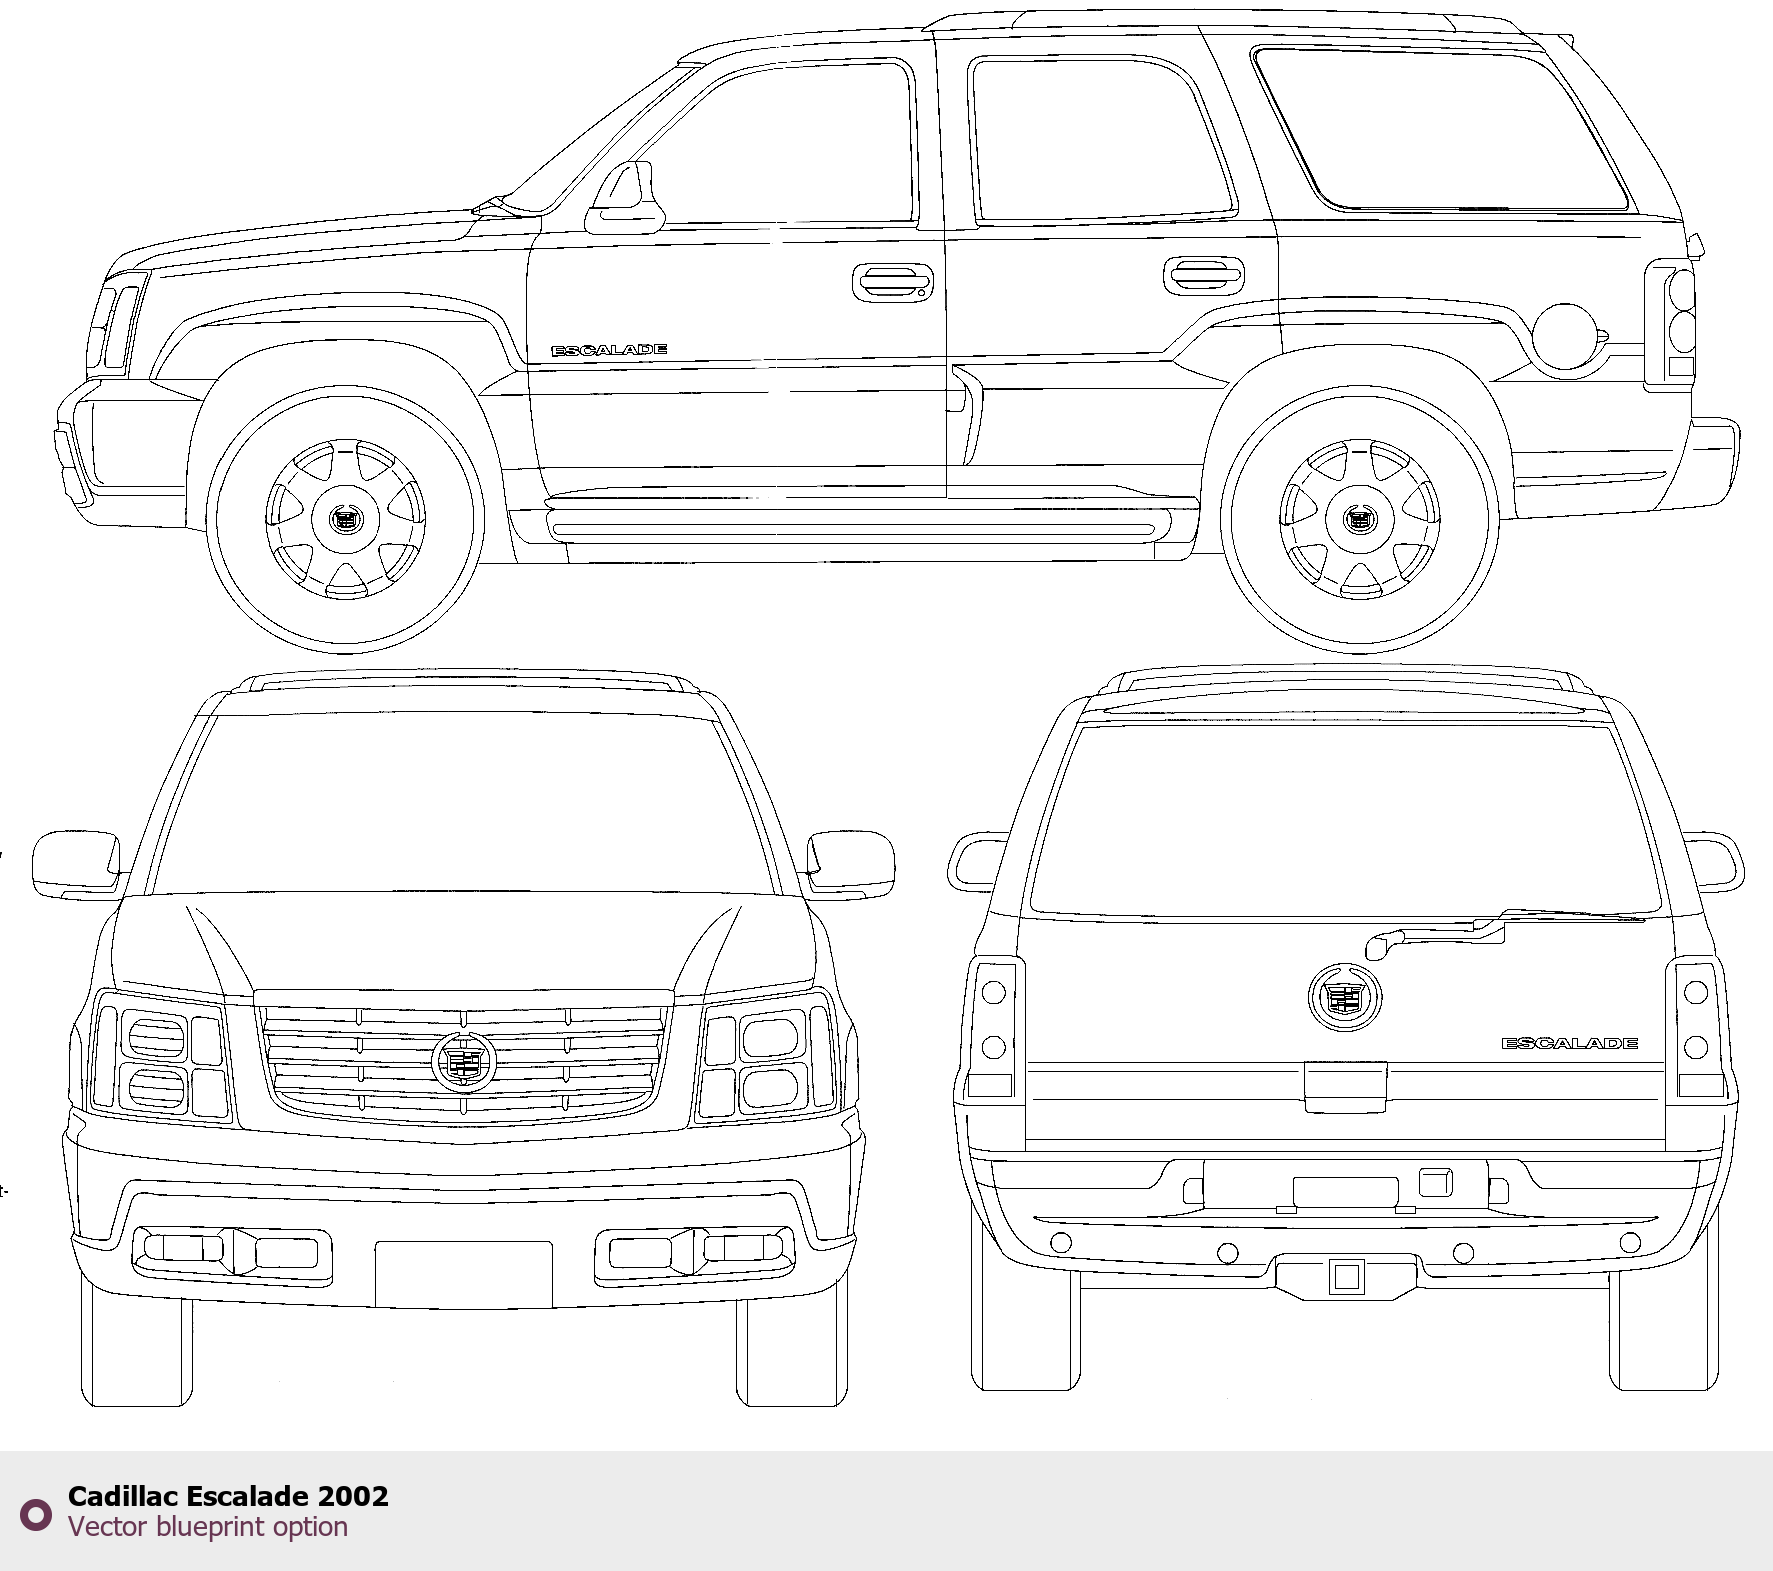 ESCALADE
ESCALADE
t-
Cadillac Escalade 2002
Vector blueprint option